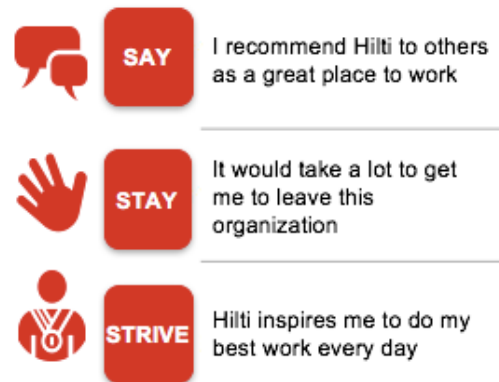 SAY
I recommend Hilti to others
as a great place to work
STAY
It would take a lot to get
me to leave this
organization
STRIVE
Hilti inspires me to do my
best work every day